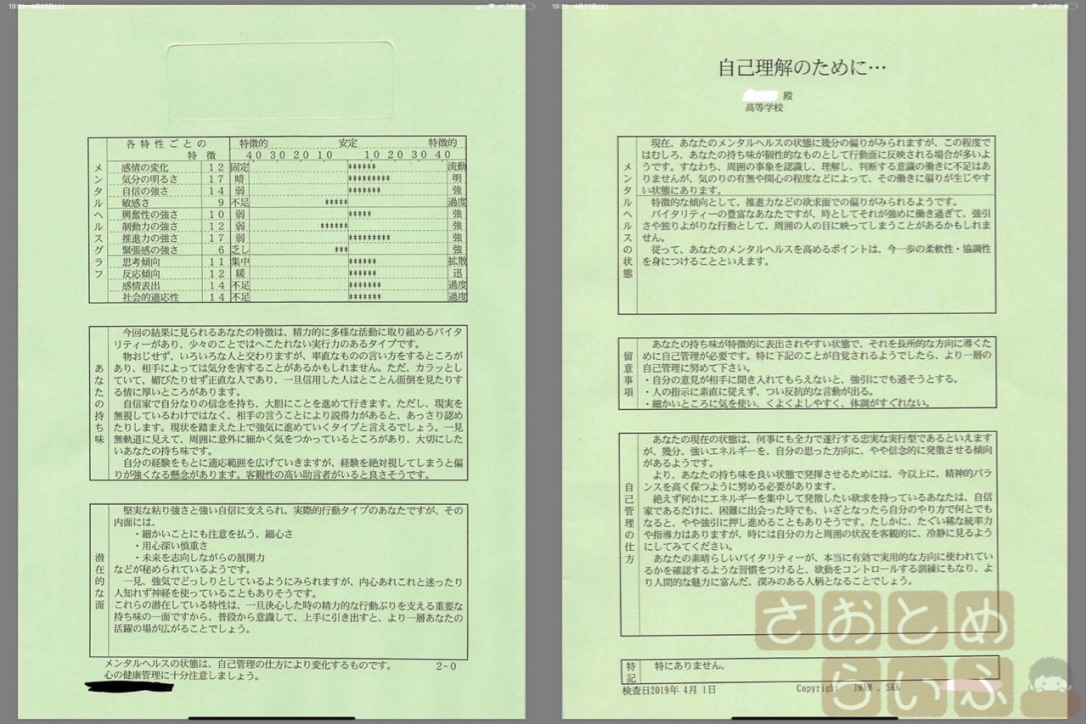 19:31 4月27日(土)
各特性ごとの 特徴的 安定 特徴的
特 徴 40 30 20 10 10 20 30 40
メンタルヘルスグラフ
感情の変化 12 固定 ****** 流動
気分の明るさ 17 暗 ********* 明
自信の強さ 14 弱 ******* 強
敏感さ 9 不足 ***** 過度
興奮性の強さ 10 弱 ***** 強
制動力の強さ 12 弱 ****** 強
推進力の強さ 17 弱 ********* 強
緊張感の強さ 6 乏し *** 強
思考傾向 11 集中 ****** 拡散
反応傾向 12 緩 ****** 迅
感情表出 14 不足 ******* 過度
社会的適応性 14 不足 ******* 過度
あなたの持ち味
今回の結果に見られるあなたの特徴は、精力的に多様な活動に取り組めるバイタ
リティーがあり、少々のことではへこたれない実行力のあるタイプです。
物おじせず、いろいろな人と交わりますが、率直なものの言い方をするところが
あり、相手によっては気分を害することがあるかもしれません。ただ、カラッとし
ていて、媚びたりせず正直な人であり、一旦信用した人はとことん面倒を見たりす
る情に厚いところがあります。
自信家で自分なりの信念を持ち、大胆にことを進めて行きます。ただし、現実を
無視しているわけではなく、相手の言うことにより説得力があると、あっさり認め
たりします。現状を踏まえた上で強気に進めていくタイプと言えるでしょう。一見
無軌道に見えて、周囲に意外に細かく気をつかっているところがあり、大切にした
いあなたの持ち味です。
自分の経験をもとに適応範囲を広げていきますが、経験を絶対視してしまうと偏
りが強くなる懸念があります。客観性の高い助言者がいると良さそうです。
潜在的な面
堅実な粘り強さと強い自信に支えられ、実際的行動タイプのあなたですが、その
内面には、
・細かいことにも注意を払う、細心さ
・用心深い慎重さ
・未来を志向しながらの展開力
などが秘められているようです。
一見、強気でどっしりとしているようにみられますが、内心あれこれと迷ったり
人知れず神経を使っていることもありそうです。
これらの潜在している特性は、一旦決心した時の精力的な行動ぶりを支える重要な
持ち味の一面ですから、普段から意識して、上手に引き出すと、より一層あなたの
活躍の場が広がることでしょう。
メンタルヘルスの状態は、自己管理の仕方により変化するものです。 2-0
心の健康管理に十分注意しましょう。
19:31 4月27日(土)
自己理解のために…
殿
高等学校
メンタルヘルスの状態
現在、あなたのメンタルヘルスの状態に幾分の偏りがみられますが、この程度で
はむしろ、あなたの持ち味が個性的なものとして行動面に反映される場合が多いよ
うです。すなわち、周囲の事象を認識し、理解し、判断する意識の働きに不足はあ
りませんが、気のりの有無や関心の程度などによって、その働きに偏りが生じやす
い状態にあります。
特徴的な傾向として、推進力などの欲求面での偏りがみられるようです。
バイタリティーの豊富なあなたですが、時としてそれが強めに働き過ぎて、強引
さや独りよがりな行動として、周囲の人の目に映ってしまうことがあるかもしれま
せん。
従って、あなたのメンタルヘルスを高めるポイントは、今一歩の柔軟性・協調性
を身につけることといえます。
留意事項
あなたの持ち味が特徴的に表出されやすい状態で、それを長所的な方向に導くた
めに自己管理が必要です。特に下記のことが自覚されるようでしたら、より一層の
自己管理に努めて下さい。
・自分の意見が相手に聞き入れてもらえないと、強引にでも通そうとする。
・人の指示に素直に従えず、つい反抗的な言動が出る。
・細かいところに気を使い、くよくよしやすく、体調がすぐれない。
自己管理の仕方
あなたの現在の状態は、何事にも全力で遂行する忠実な実行型であるといえます
が、幾分、強いエネルギーを、自分の思った方向に、やや信念的に発散させる傾向
があるようです。
より、あなたの持ち味を良い状態で発揮させるためには、今以上に、精神的バラ
ンスを高く保つように努める必要があります。
絶えず何かにエネルギーを集中して発散したい欲求を持っているあなたは、自信
家であるだけに、困難に出会った時でも、いざとなったら自分のやり方で何とでも
なると、やや強引に押し進めることもありそうです。たしかに、たぐい稀な統率力
や指導力はありますが、時には自分の力と周囲の状況を客観的に、冷静に見るよう
にしてみてください。
あなたの素晴らしいバイタリティーが、本当に有効で実用的な方向に使われてい
るかを確認するような習慣をつけると、欲動をコントロールする訓練にもなり、よ
り人間的な魅力に富んだ、深みのある人柄となることでしょう。
特記
特にありません。
検査日2019年 4月 1日 Copyright
さおとめ
らいふ